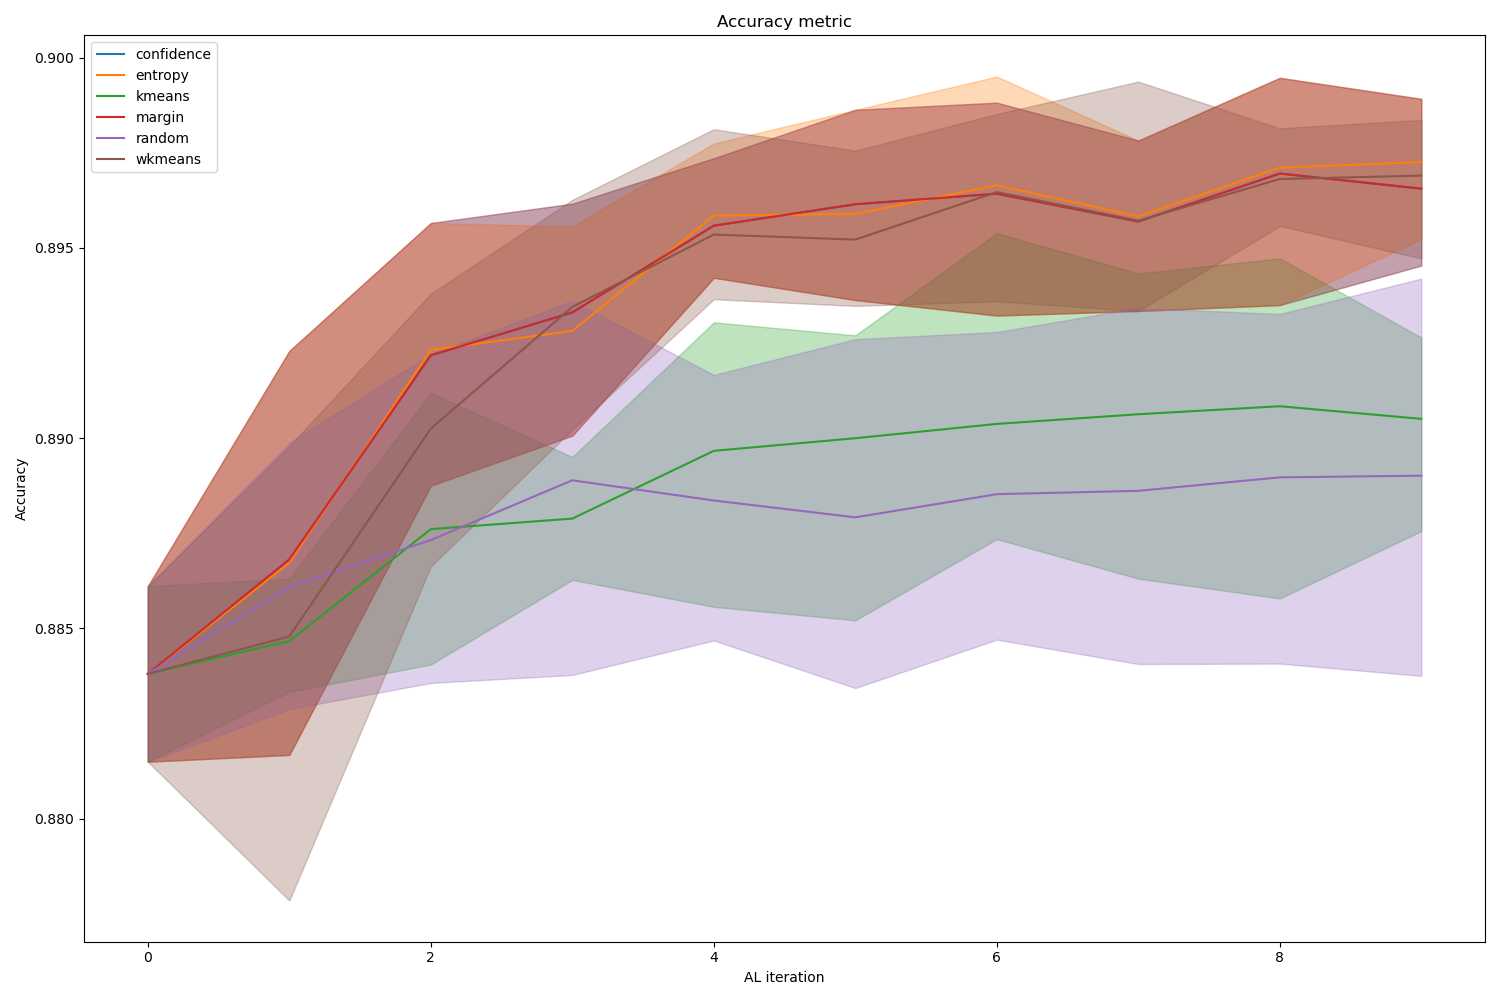 Accuracy metric
0.900
0.895
0.890
0.885
0.880
Accuracy
confidence
entropy
kmeans
margin
random
wkmeans
0
2
4
6
8
AL iteration